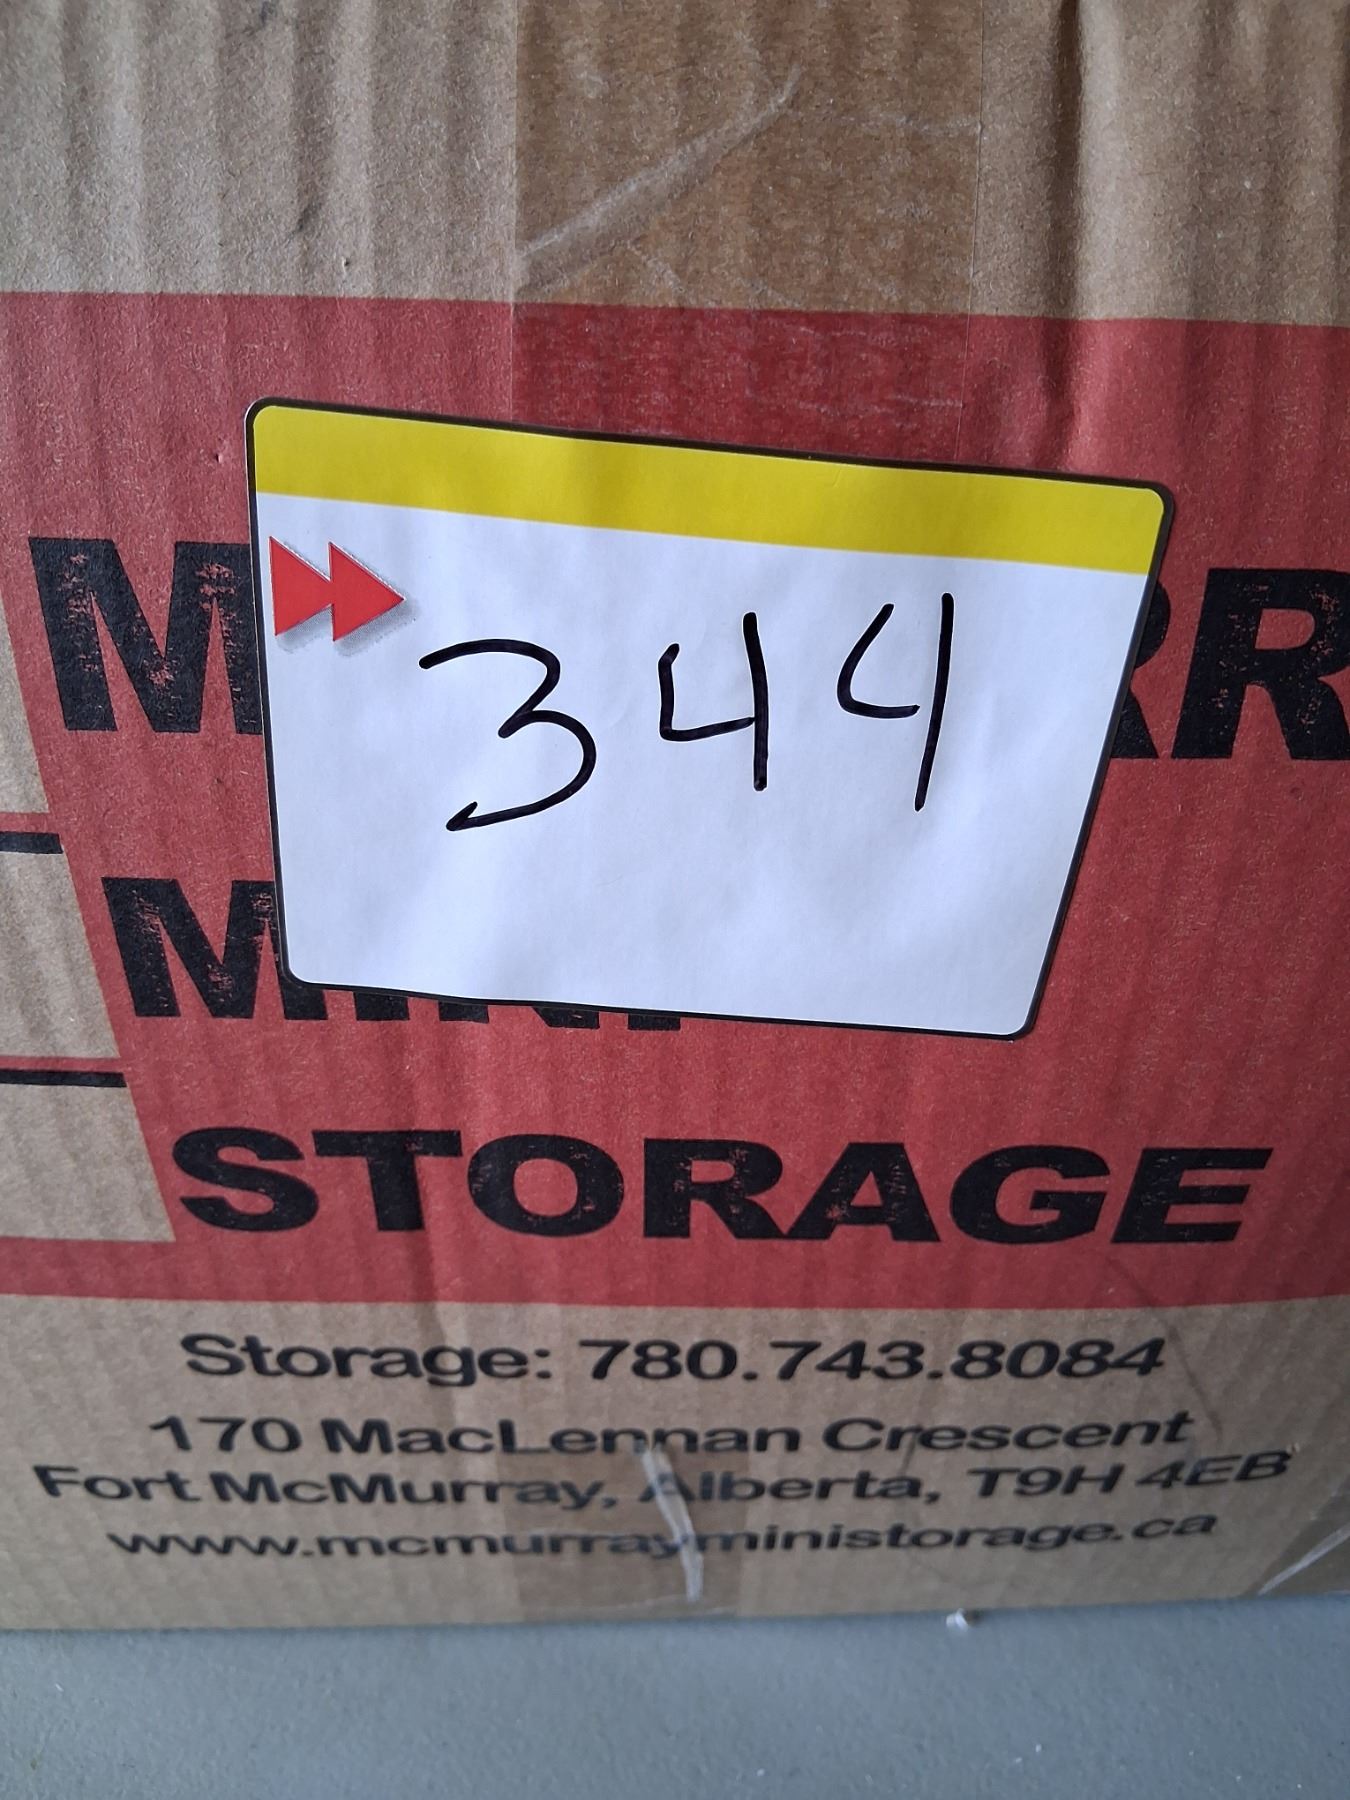 344
STORAGE
Storage: 780.743.8084
170 MacLennan Crescent
Fort McMurray, Alberta, T9H 4EB
www.mcmurrayministorage.ca